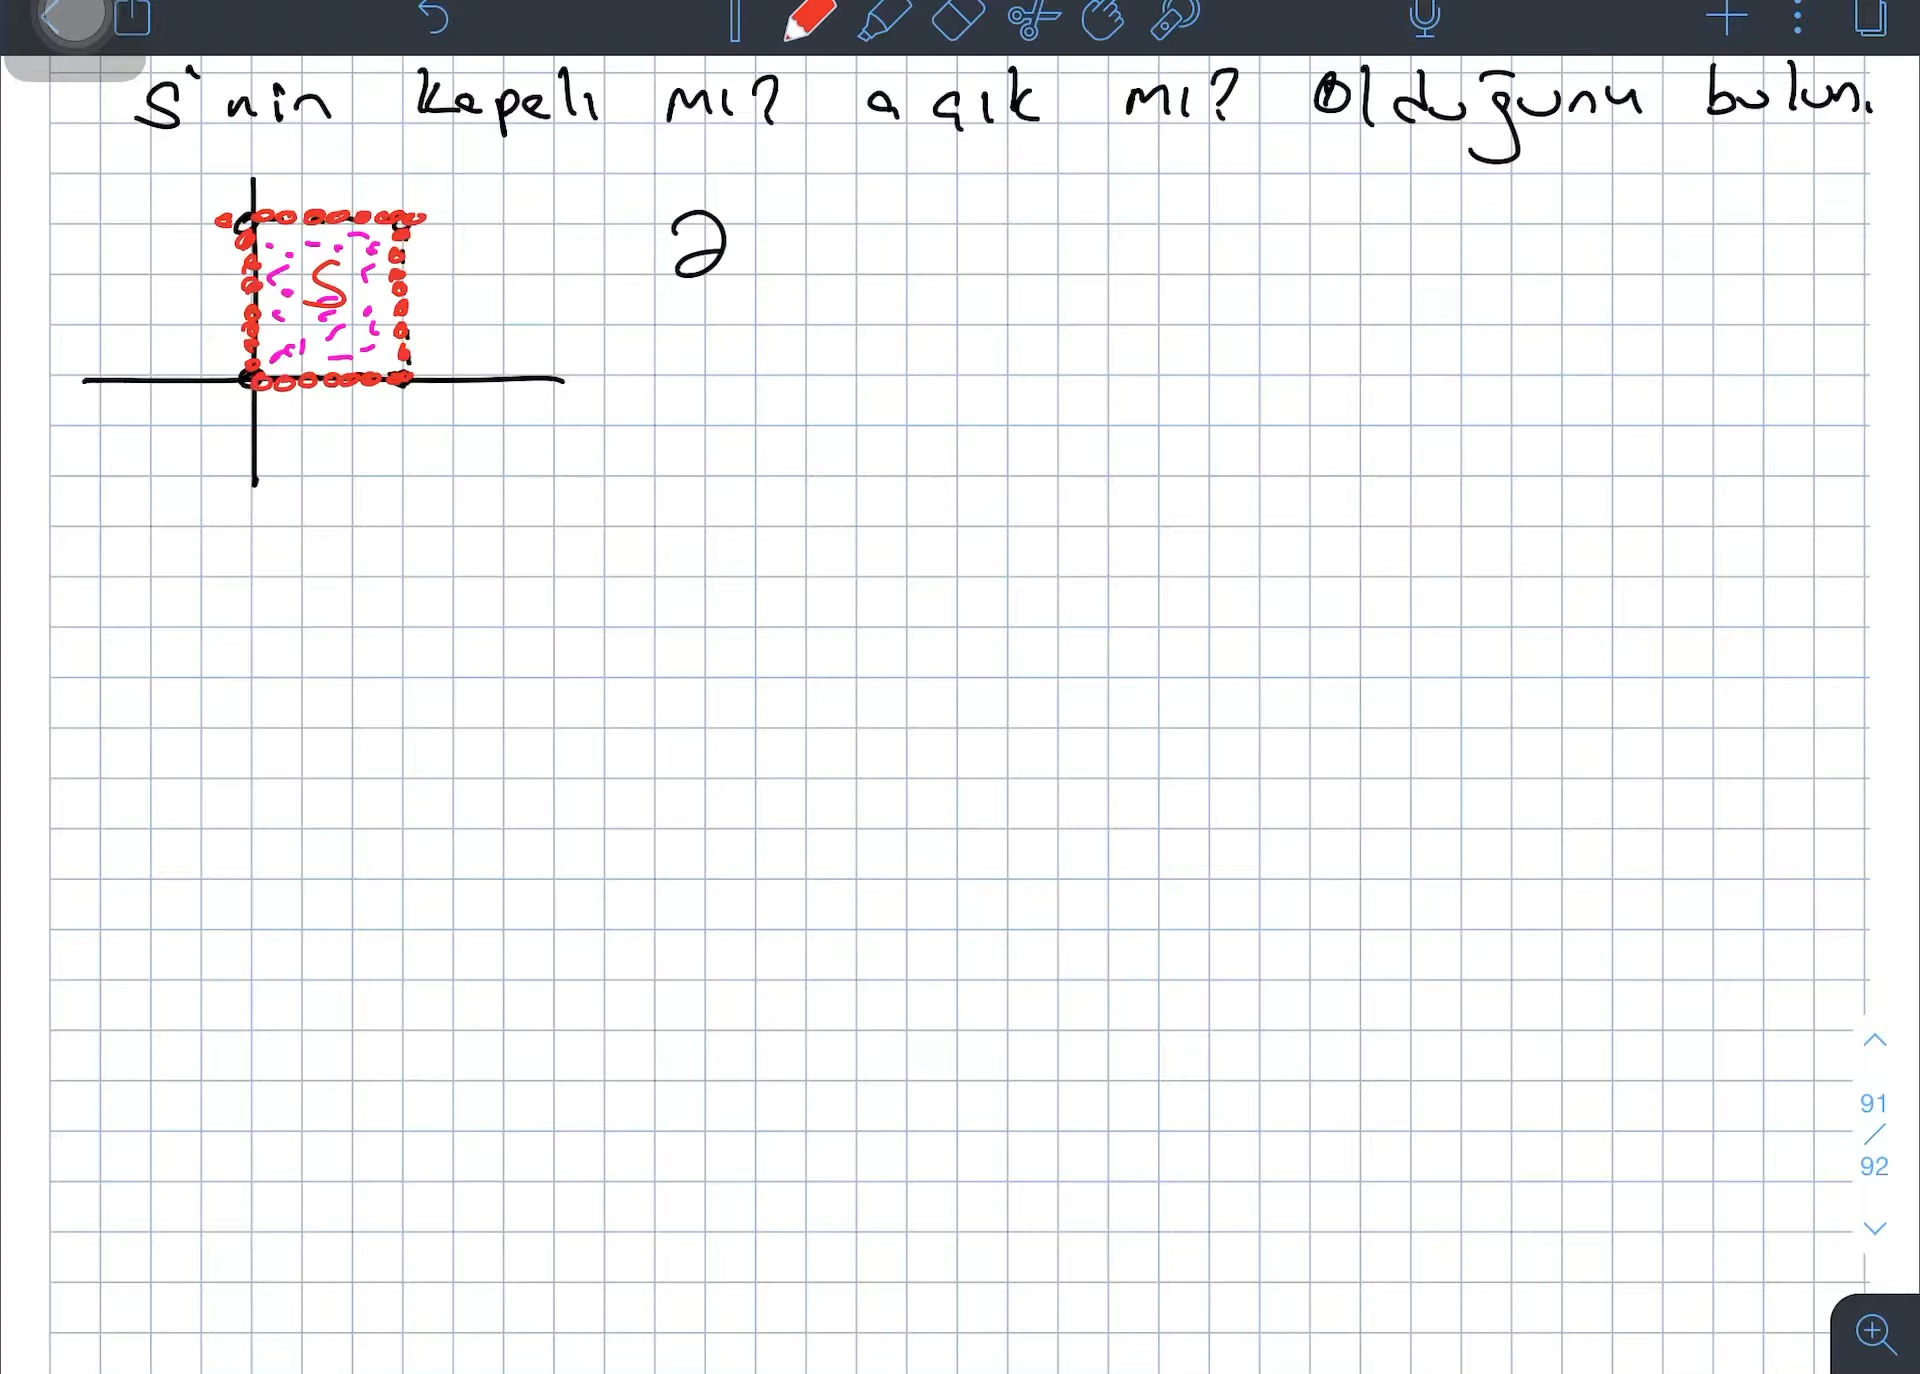 S'nin kapalı mı? açık mı? Olduğunu bulun.
S
∂
91
/
92